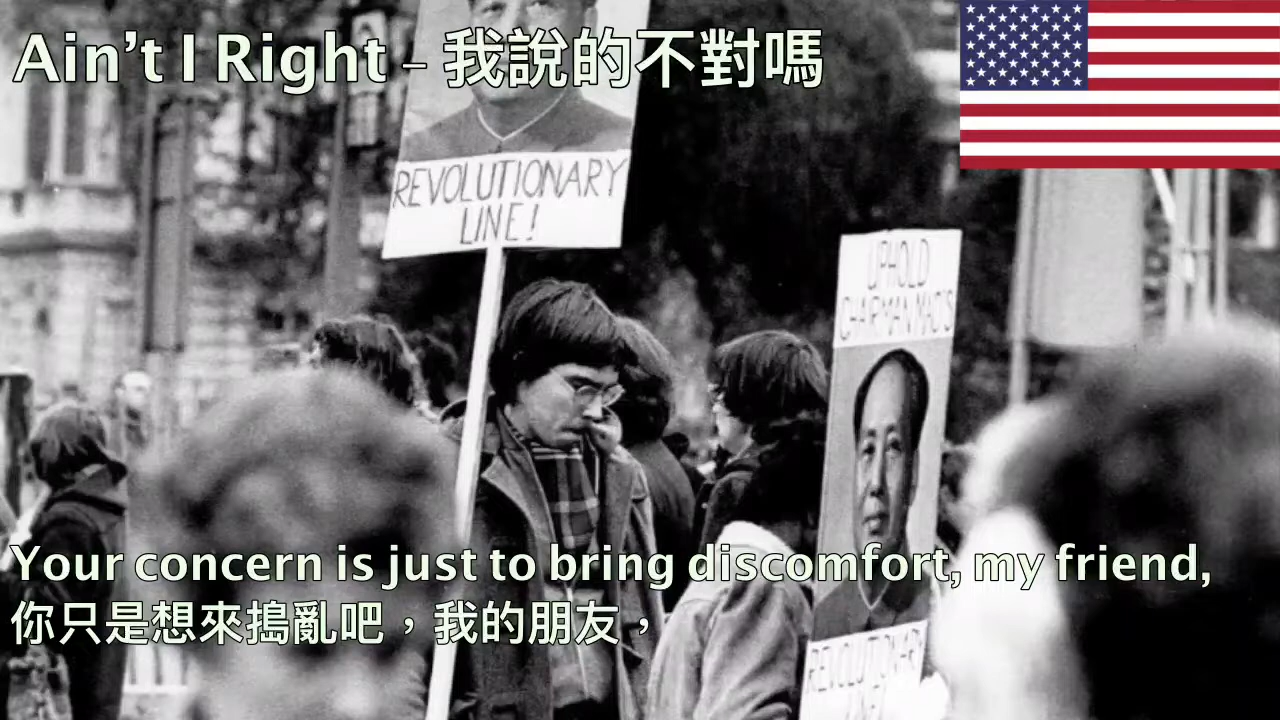 Ain’t I Right – 我說的不對嗎
REVOLUTIONARY
LINE!
UPHOLD
CHAIRMAN MAO'S
REVOLUTIONARY
Your concern is just to bring discomfort, my friend,
你只是想來搗亂吧，我的朋友，